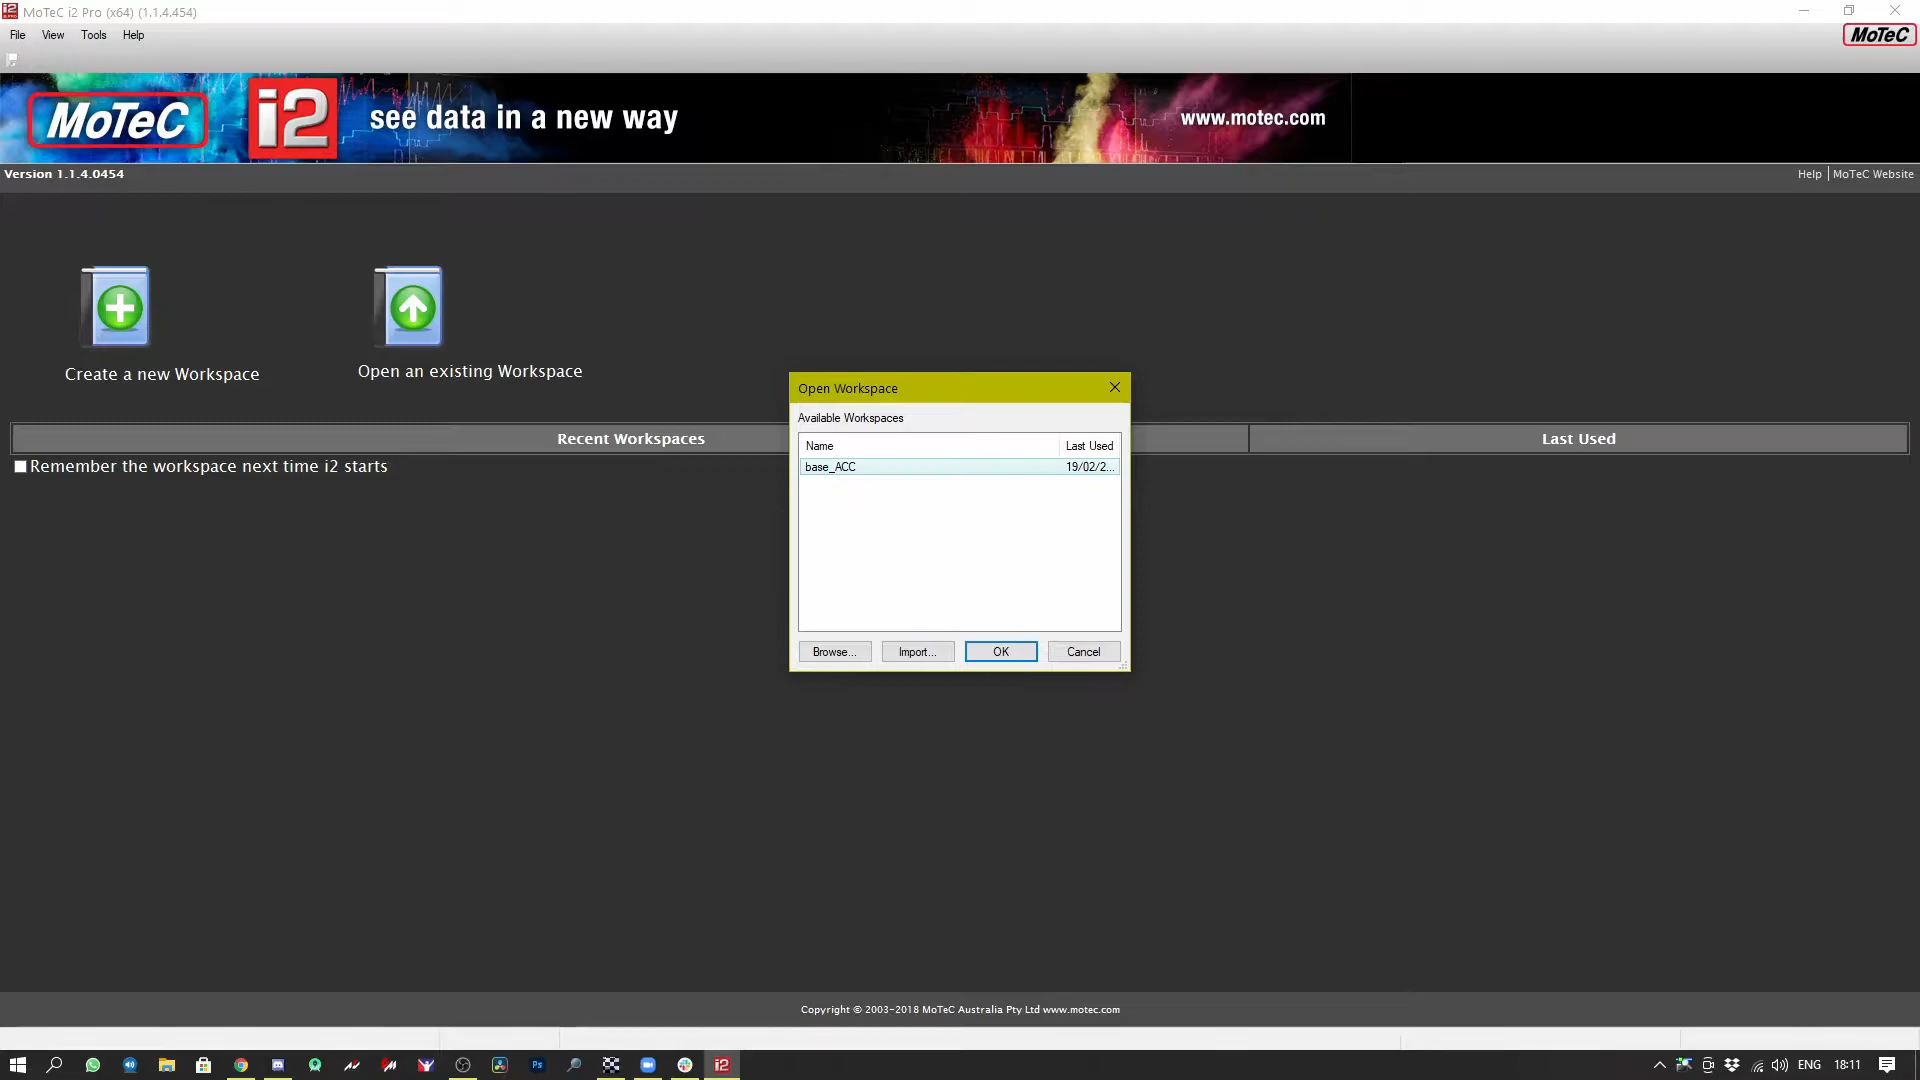 MoTeC i2 Pro (x64) (1.1.4.454)
File View Tools Help
MoTeC
MoTeC i2 see data in a new way www.motec.com
Version 1.1.4.0454
Help | MoTeC Website
Create a new Workspace
Open an existing Workspace
Recent Workspaces
Last Used
Remember the workspace next time i2 starts
Open Workspace
Available Workspaces
Name Last Used
base_ACC 19/02/2...
Browse... Import... OK Cancel
Copyright © 2003-2018 MoTeC Australia Pty Ltd www.motec.com
Ps
i2
ENG 18:11